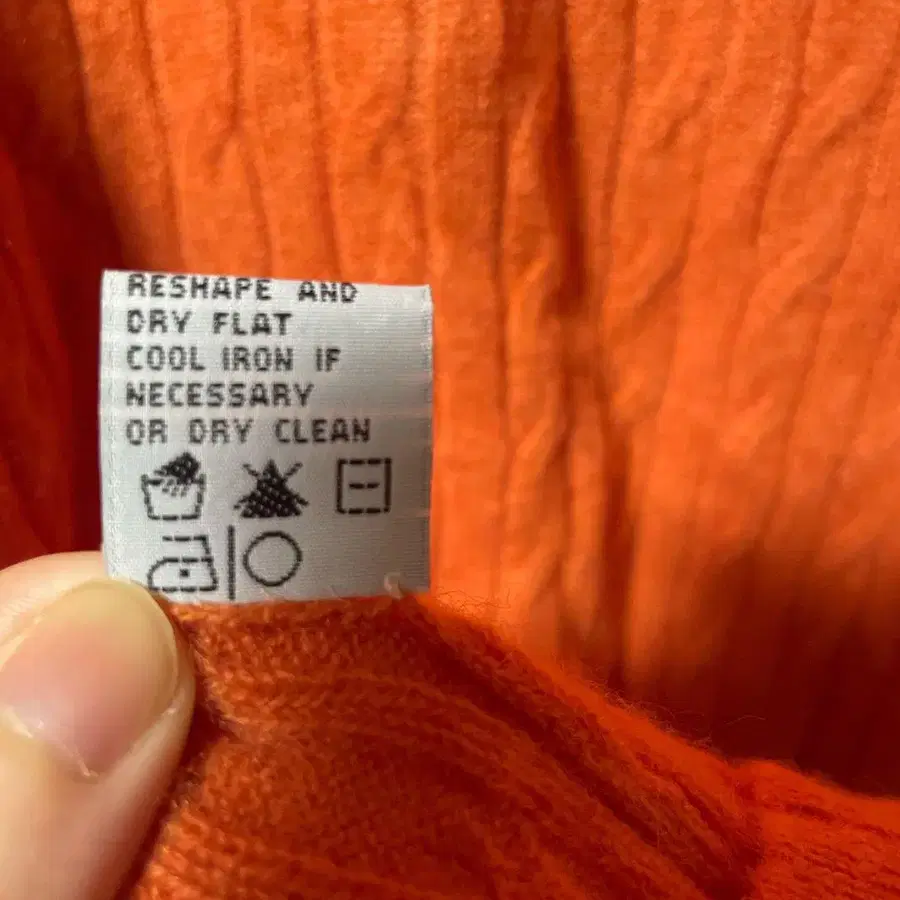 RESHAPE AND
DRY FLAT
COOL IRON IF
NECESSARY
OR DRY CLEAN